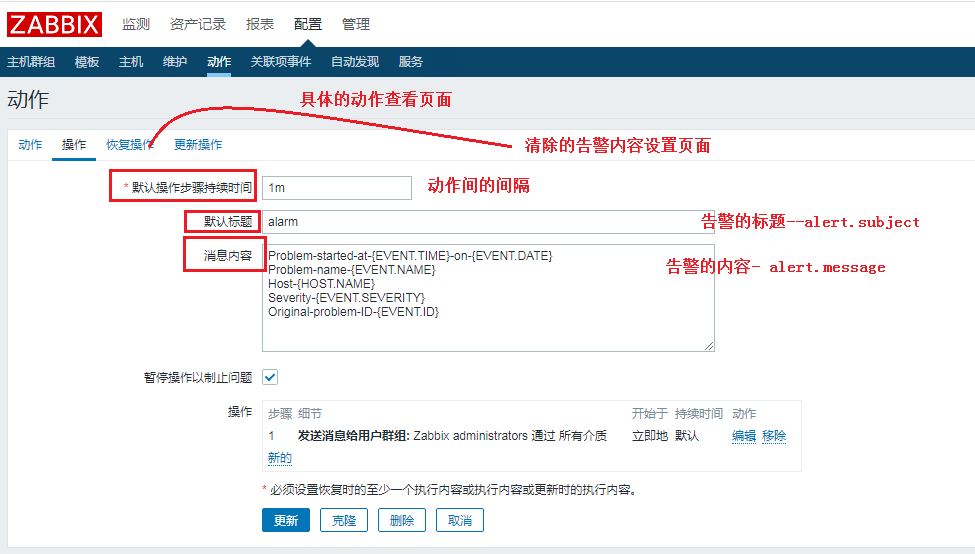 ZABBIX 监测 资产记录 报表 配置 管理
主机群组 模板 主机 维护 动作 关联项事件 自动发现 服务
动作
具体的动作查看页面
清除的告警内容设置页面
动作 操作 恢复操作 更新操作
* 默认操作步骤持续时间 1m 动作间的间隔
默认标题 alarm 告警的标题--alert.subject
消息内容 Problem-started-at-{EVENT.TIME}-on-{EVENT.DATE}
Problem-name-{EVENT.NAME} 告警的内容- alert.message
Host-{HOST.NAME}
Severity-{EVENT.SEVERITY}
Original-problem-ID-{EVENT.ID}
暂停操作以制止问题
操作 步骤 细节 开始于 持续时间 动作
1 发送消息给用户群组: Zabbix administrators 通过 所有介质 立即地 默认 编辑 移除
新的
* 必须设置恢复时的至少一个执行内容或执行内容或更新时的执行内容。
更新 克隆 删除 取消